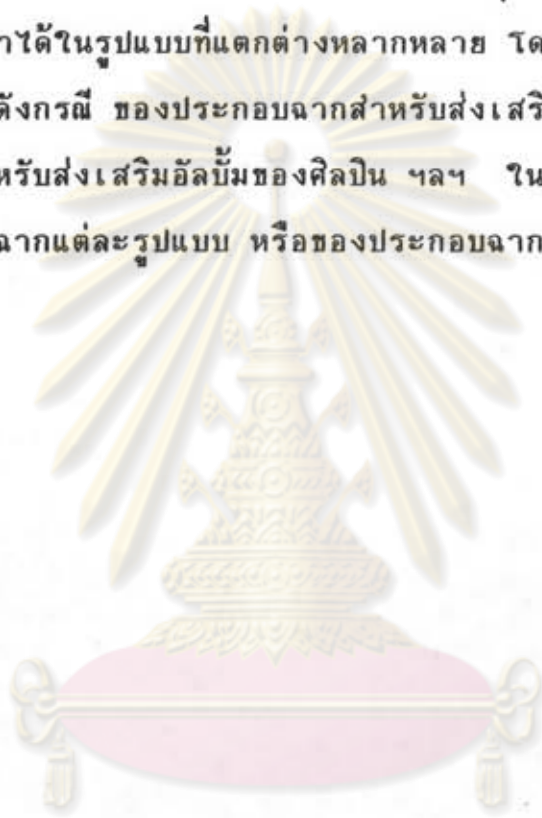 าได้ในรูปแบบที่แตกต่างหลากหลาย โด
ดังกรณี ของประกอบฉากสำหรับส่งเสริ
หรับส่งเสริมอัลบั้มของศิลปิน ฯลฯ ใน
ฉากแต่ละรูปแบบ หรือของประกอบฉาก